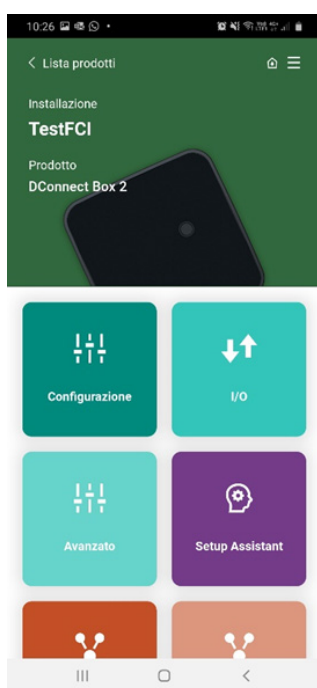 10:26
Lista prodotti
Installazione
TestFCI
Prodotto
DConnect Box 2
Configurazione
I/O
Avanzato
Setup Assistant